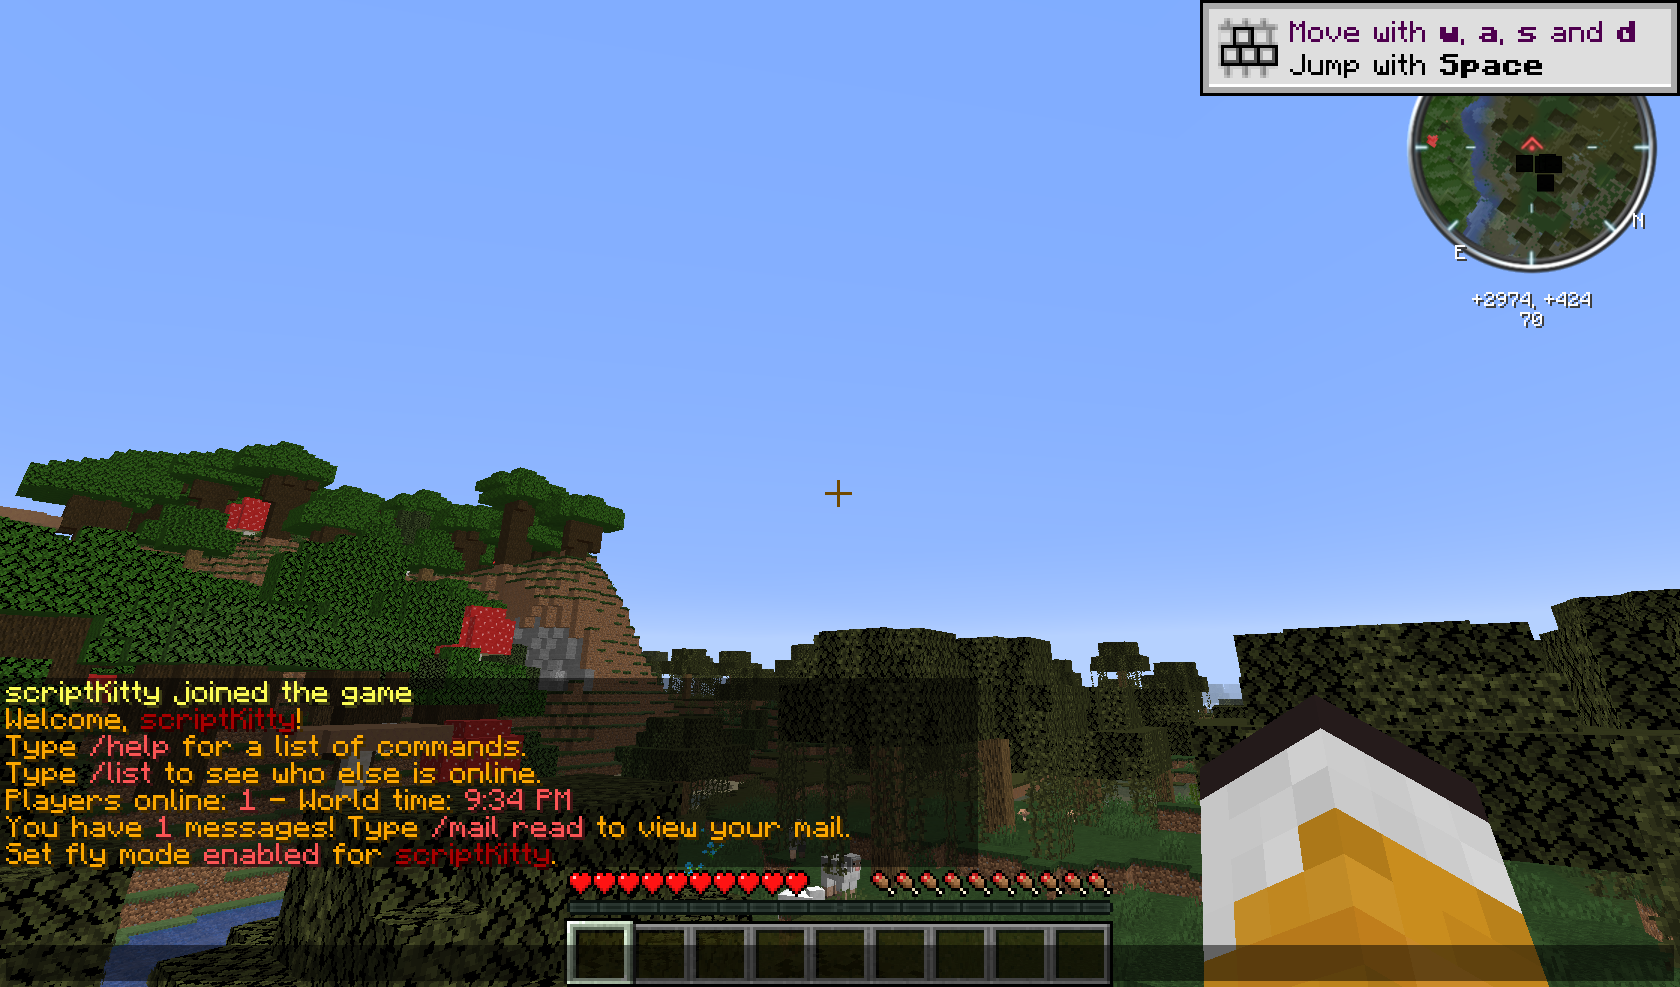 Move with w, a, s and d
Jump with Space
N
E
+2974, +424
70
scriptKitty joined the game
Welcome, scriptKitty!
Type /help for a list of commands.
Type /list to see who else is online.
Players online: 1 - World time: 9:34 PM
You have 1 messages! Type /mail read to view your mail.
Set fly mode enabled for scriptKitty.